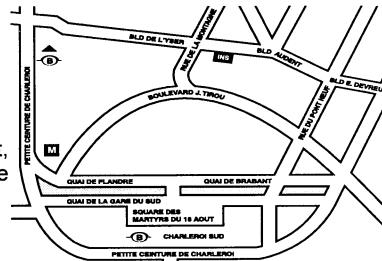 BLD DE L'YSER
RUE DE LA MONTAGNE
INS
BLD AUDENT
BLD E. DEVREU
B
PETITE CEINTURE DE CHARLEROI
BOULEVARD J. TIROU
RUE DU PONT NEUF
M
QUAI DE FLANDRE
QUAI DE BRABANT
QUAI DE LA GARE DU SUD
SQUARE DES
MARTYRS DU 18 AOUT
B
CHARLEROI SUD
PETITE CEINTURE DE CHARLEROI